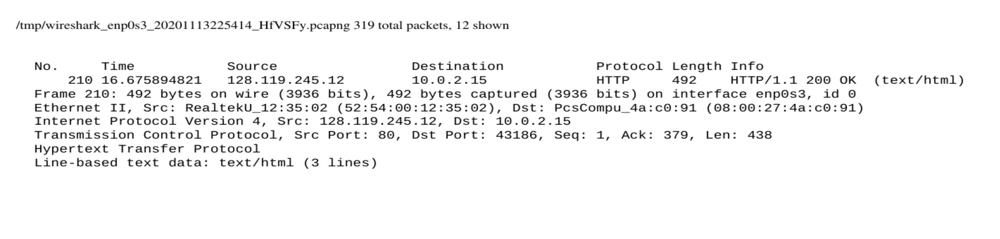 /tmp/wireshark_enp0s3_20201113225414_HfVSFy.pcapng 319 total packets, 12 shown
No. Time Source Destination Protocol Length Info
210 16.675894821 128.119.245.12 10.0.2.15 HTTP 492 HTTP/1.1 200 OK (text/html)
Frame 210: 492 bytes on wire (3936 bits), 492 bytes captured (3936 bits) on interface enp0s3, id 0
Ethernet II, Src: RealtekU_12:35:02 (52:54:00:12:35:02), Dst: PcsCompu_4a:c0:91 (08:00:27:4a:c0:91)
Internet Protocol Version 4, Src: 128.119.245.12, Dst: 10.0.2.15
Transmission Control Protocol, Src Port: 80, Dst Port: 43186, Seq: 1, Ack: 379, Len: 438
Hypertext Transfer Protocol
Line-based text data: text/html (3 lines)